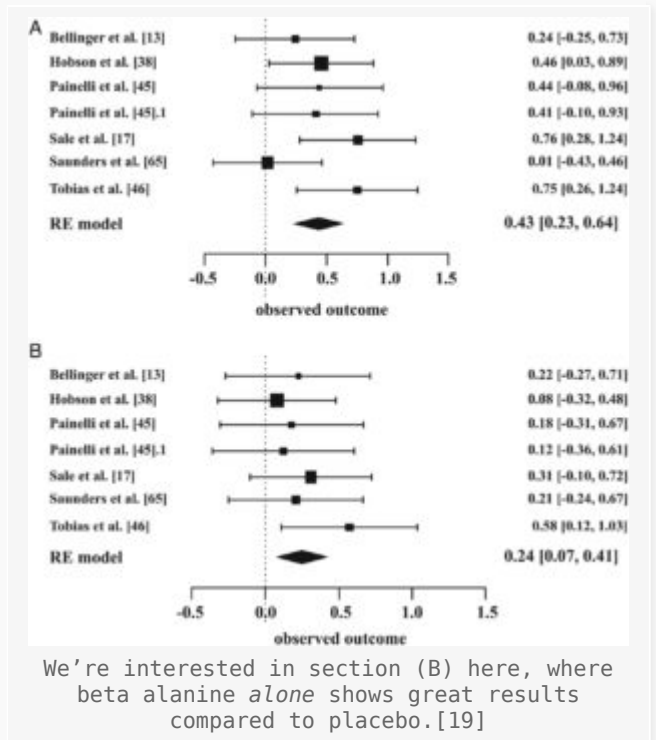 A
Bellinger et al. [13] 0.24 [-0.25, 0.73]
Hobson et al. [38] 0.46 [0.03, 0.89]
Painelli et al. [45] 0.44 [-0.08, 0.96]
Painelli et al. [45].1 0.41 [-0.10, 0.93]
Sale et al. [17] 0.76 [0.28, 1.24]
Saunders et al. [65] 0.01 [-0.43, 0.46]
Tobias et al. [46] 0.75 [0.26, 1.24]
RE model 0.43 [0.23, 0.64]
-0.5 0.0 0.5 1.0 1.5
observed outcome
B
Bellinger et al. [13] 0.22 [-0.27, 0.71]
Hobson et al. [38] 0.08 [-0.32, 0.48]
Painelli et al. [45] 0.18 [-0.31, 0.67]
Painelli et al. [45].1 0.12 [-0.36, 0.61]
Sale et al. [17] 0.31 [-0.10, 0.72]
Saunders et al. [65] 0.21 [-0.24, 0.67]
Tobias et al. [46] 0.58 [0.12, 1.03]
RE model 0.24 [0.07, 0.41]
-0.5 0.0 0.5 1.0 1.5
observed outcome
We’re interested in section (B) here, where
beta alanine alone shows great results
compared to placebo.[19]